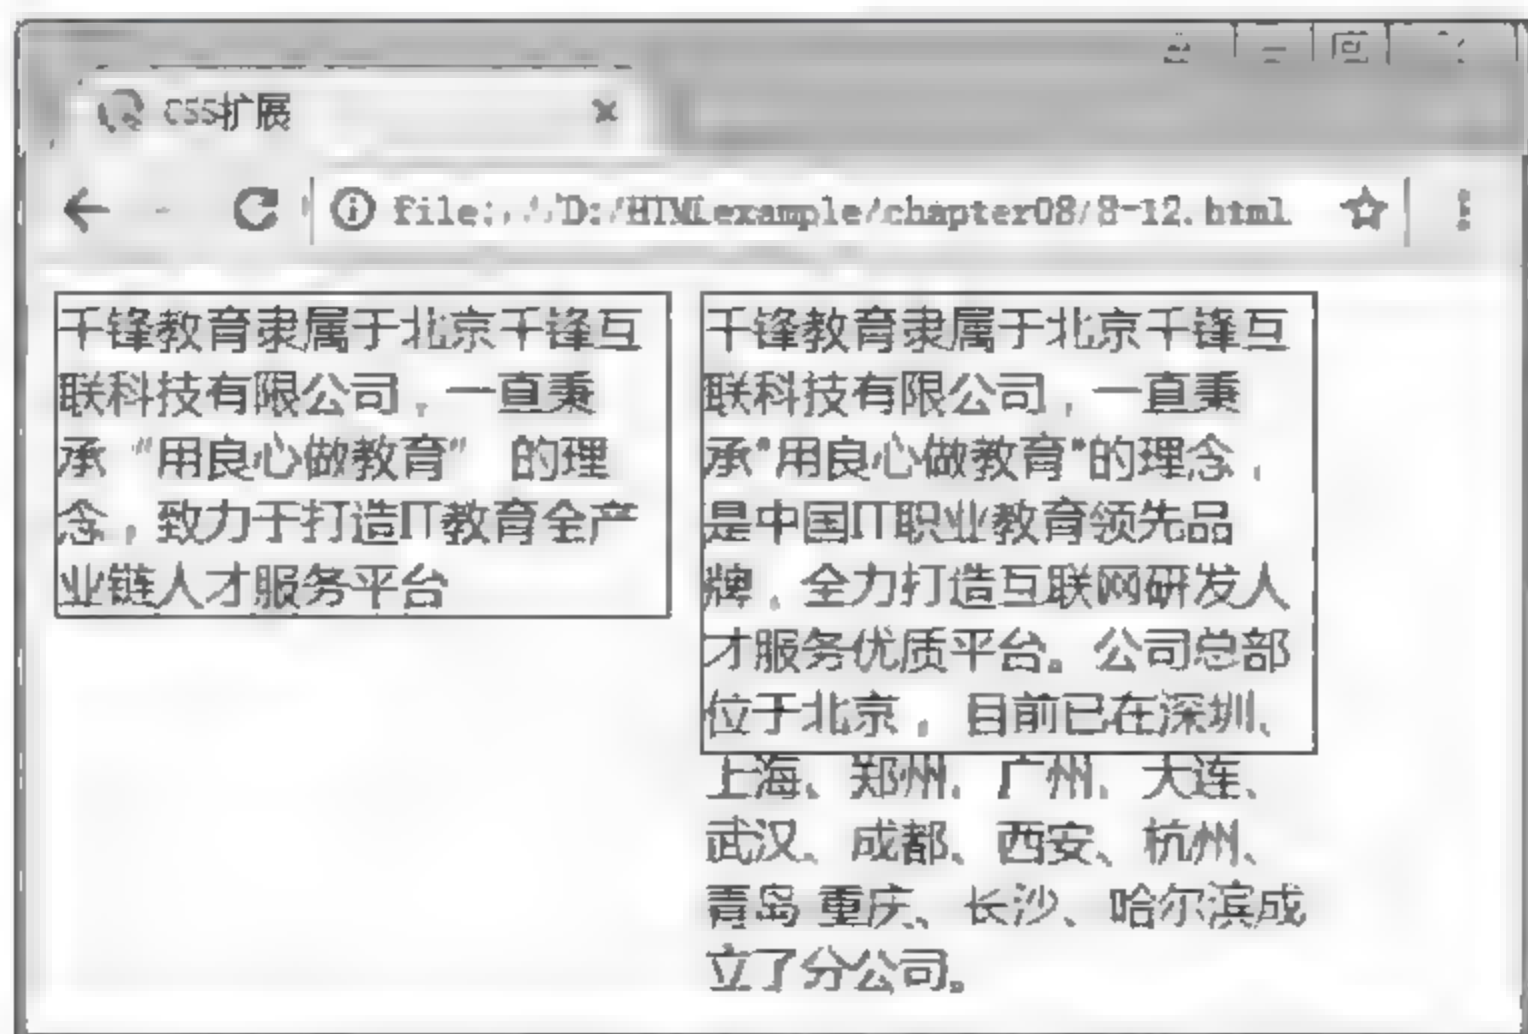 CSS扩展
file:///D:/HTMLexample/chapter08/8-12.html
千锋教育隶属于北京千锋互
联科技有限公司，一直秉
承“用良心做教育” 的理
念，致力于打造IT教育全产
业链人才服务平台
千锋教育隶属于北京千锋互
联科技有限公司，一直秉
承"用良心做教育"的理念，
是中国IT职业教育领先品
牌，全力打造互联网研发人
才服务优质平台。公司总部
位于北京，目前已在深圳、
上海、郑州、广州、大连、
武汉、成都、西安、杭州、
青岛 重庆、长沙、哈尔滨成
立了分公司。